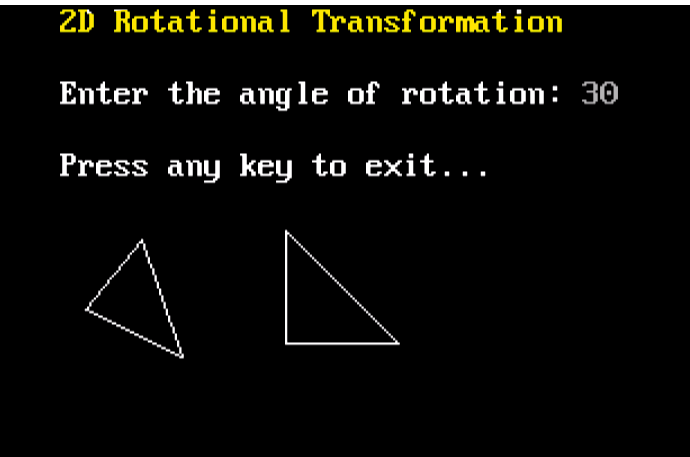 2D Rotational Transformation
Enter the angle of rotation: 30
Press any key to exit...